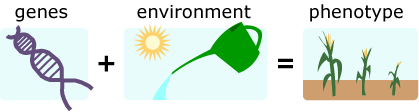 genes + environment = phenotype